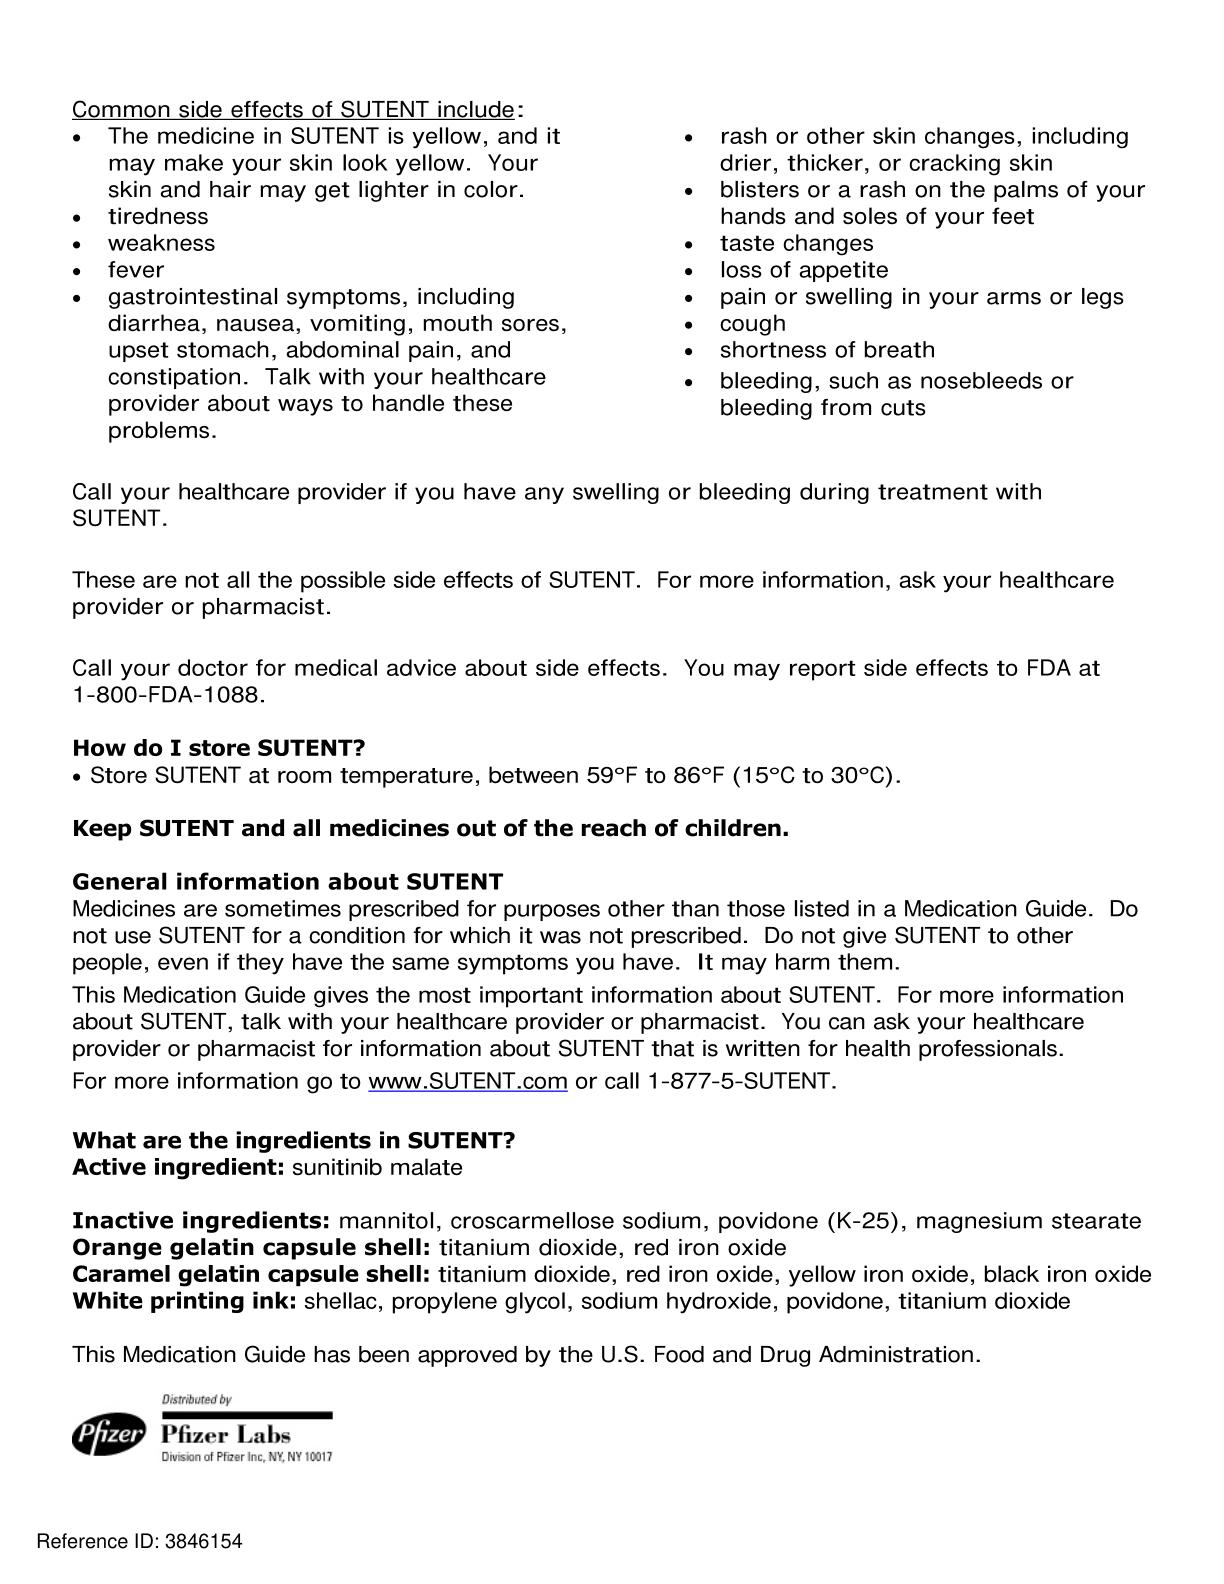 Common side effects of SUTENT include:
• The medicine in SUTENT is yellow, and it
may make your skin look yellow. Your
skin and hair may get lighter in color.
• tiredness
• weakness
• fever
• gastrointestinal symptoms, including
diarrhea, nausea, vomiting, mouth sores,
upset stomach, abdominal pain, and
constipation. Talk with your healthcare
provider about ways to handle these
problems.
• rash or other skin changes, including
drier, thicker, or cracking skin
• blisters or a rash on the palms of your
hands and soles of your feet
• taste changes
• loss of appetite
• pain or swelling in your arms or legs
• cough
• shortness of breath
• bleeding, such as nosebleeds or
bleeding from cuts
Call your healthcare provider if you have any swelling or bleeding during treatment with
SUTENT.
These are not all the possible side effects of SUTENT. For more information, ask your healthcare
provider or pharmacist.
Call your doctor for medical advice about side effects. You may report side effects to FDA at
1-800-FDA-1088.
How do I store SUTENT?
• Store SUTENT at room temperature, between 59°F to 86°F (15°C to 30°C).
Keep SUTENT and all medicines out of the reach of children.
General information about SUTENT
Medicines are sometimes prescribed for purposes other than those listed in a Medication Guide. Do
not use SUTENT for a condition for which it was not prescribed. Do not give SUTENT to other
people, even if they have the same symptoms you have. It may harm them.
This Medication Guide gives the most important information about SUTENT. For more information
about SUTENT, talk with your healthcare provider or pharmacist. You can ask your healthcare
provider or pharmacist for information about SUTENT that is written for health professionals.
For more information go to www.SUTENT.com or call 1-877-5-SUTENT.
What are the ingredients in SUTENT?
Active ingredient: sunitinib malate
Inactive ingredients: mannitol, croscarmellose sodium, povidone (K-25), magnesium stearate
Orange gelatin capsule shell: titanium dioxide, red iron oxide
Caramel gelatin capsule shell: titanium dioxide, red iron oxide, yellow iron oxide, black iron oxide
White printing ink: shellac, propylene glycol, sodium hydroxide, povidone, titanium dioxide
This Medication Guide has been approved by the U.S. Food and Drug Administration.
Distributed by
Pfizer
Pfizer Labs
Division of Pfizer Inc, NY, NY 10017
Reference ID: 3846154